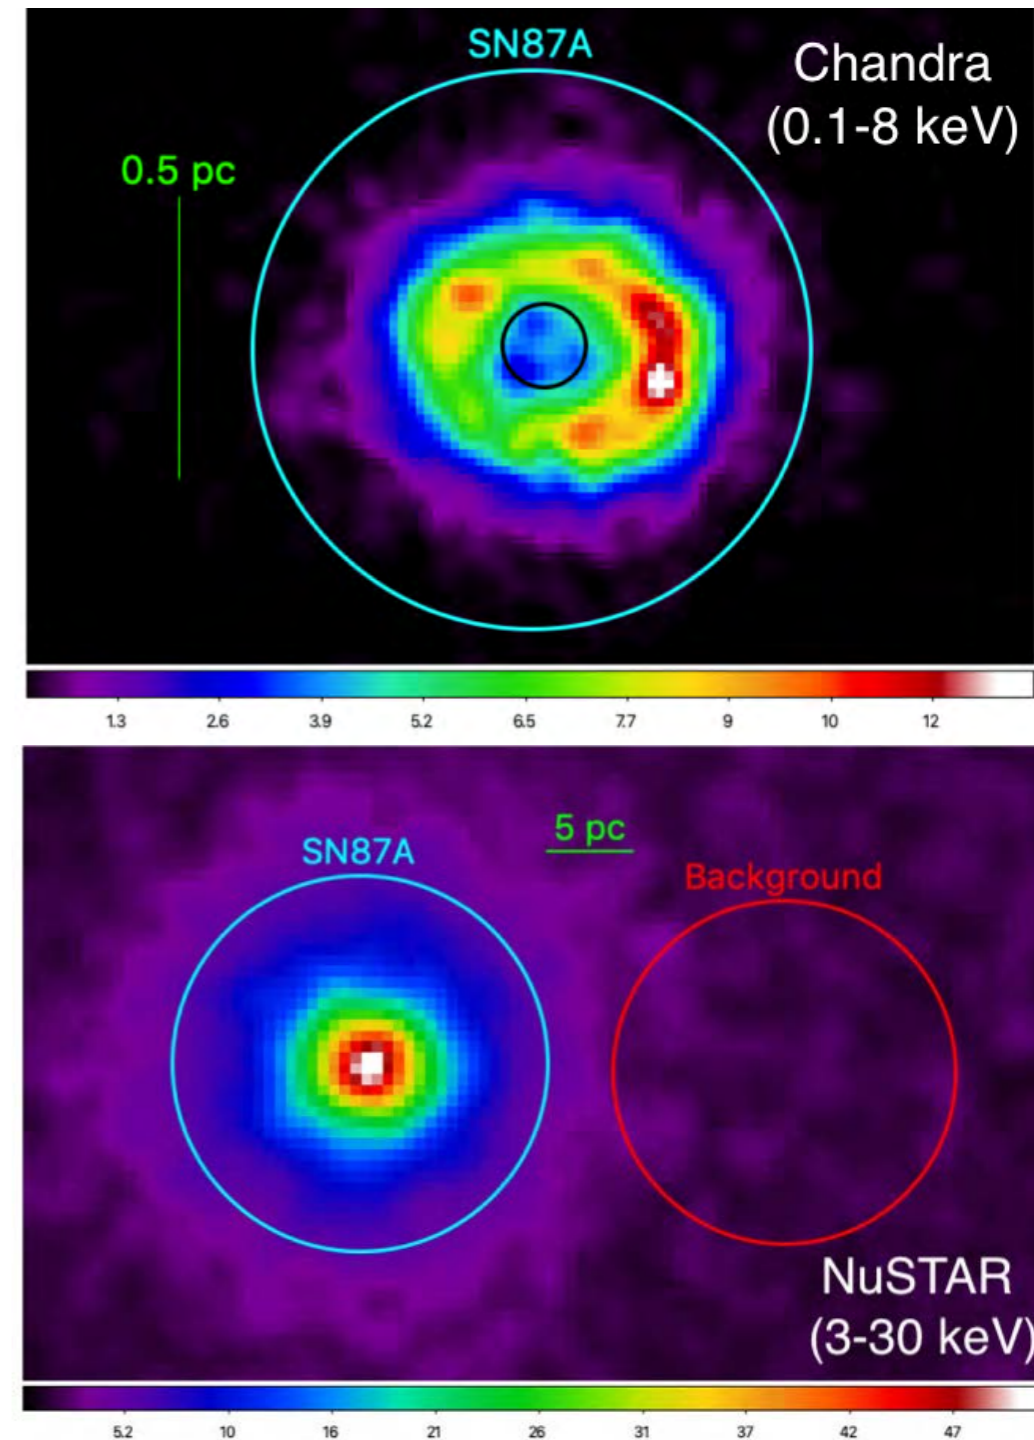 SN87A
Chandra
(0.1-8 keV)
0.5 pc
1.3 2.6 3.9 5.2 6.5 7.7 9 10 12
5 pc
SN87A
Background
NuSTAR
(3-30 keV)
5.2 10 16 21 26 31 37 42 47